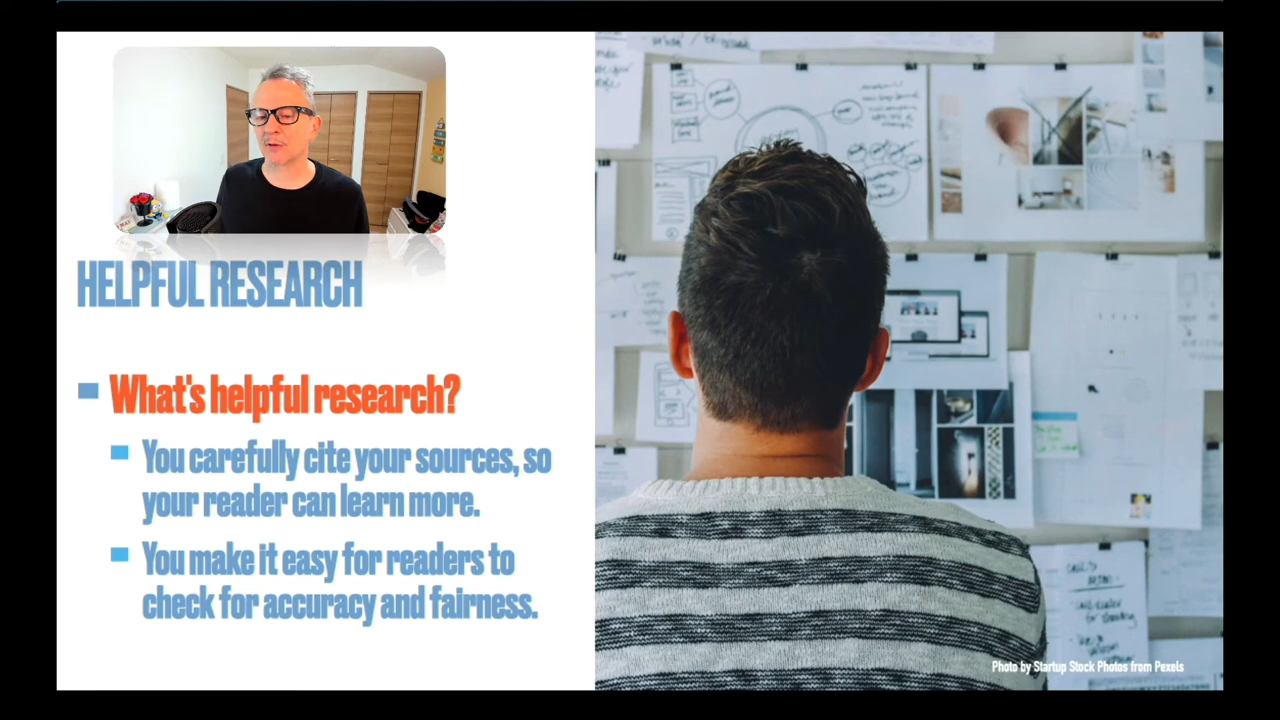 HELPFUL RESEARCH
What's helpful research?
You carefully cite your sources, so
your reader can learn more.
You make it easy for readers to
check for accuracy and fairness.
Photo by Startup Stock Photos from Pexels